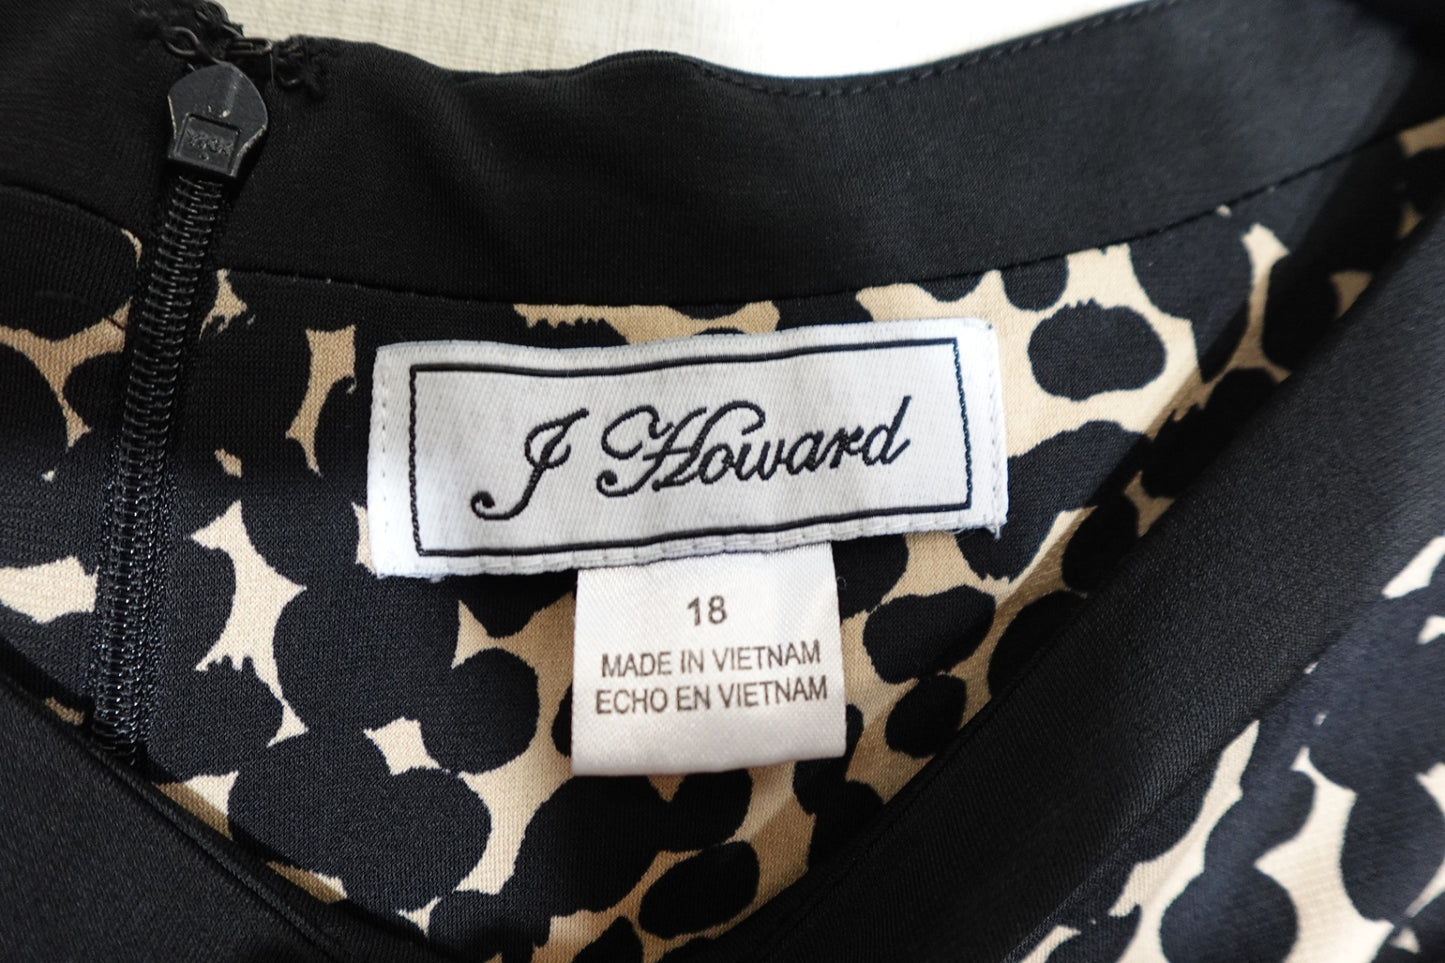 J Howard
18
MADE IN VIETNAM
ECHO EN VIETNAM